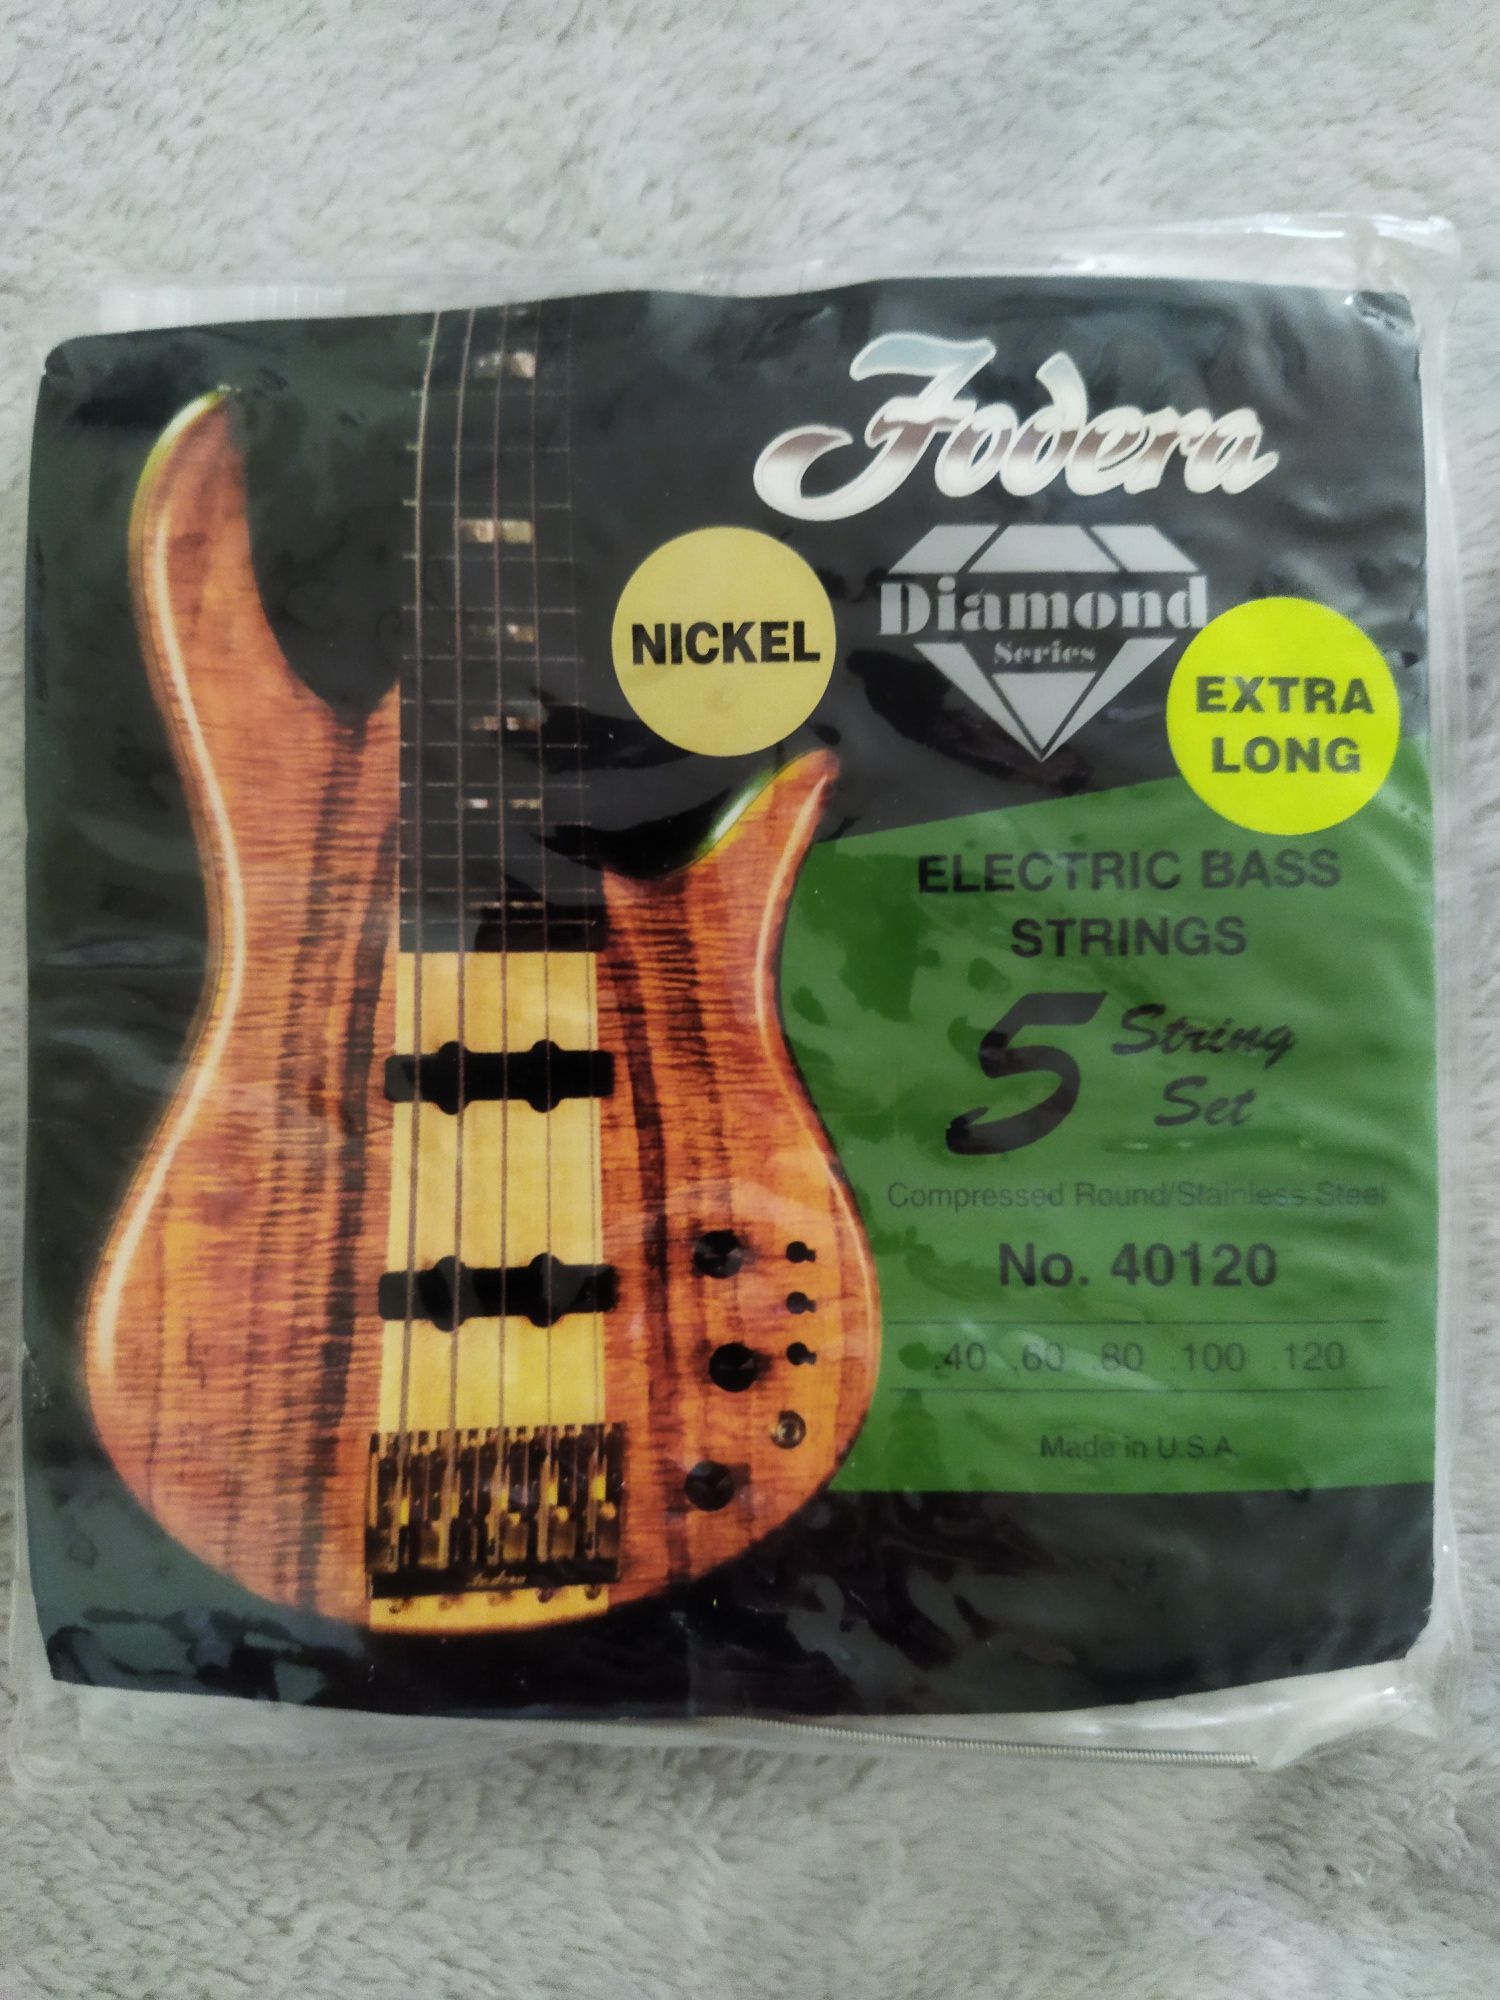 Fodera
Diamond
Series
NICKEL
EXTRA
LONG
ELECTRIC BASS
STRINGS
5 String
Set
Compressed Round/Stainless Steel
No. 40120
.40 .60 .80 .100 .120
Made in U.S.A.